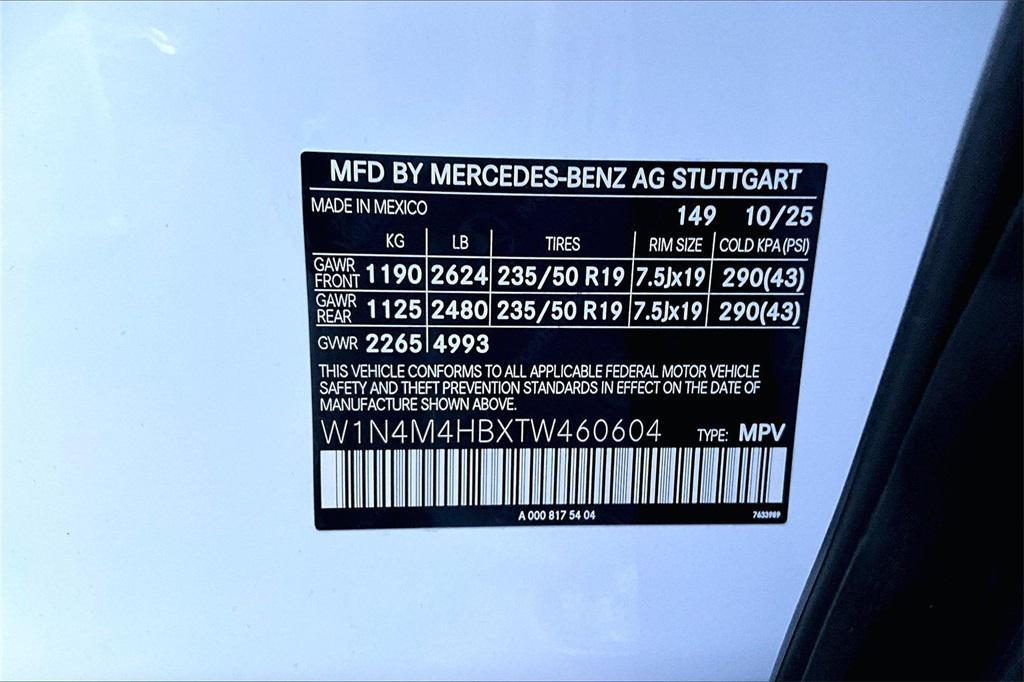 MFD BY MERCEDES-BENZ AG STUTTGART
MADE IN MEXICO 149 10/25
KG LB TIRES RIM SIZE COLD KPA (PSI)
GAWR FRONT 1190 2624 235/50 R19 7.5Jx19 290(43)
GAWR REAR 1125 2480 235/50 R19 7.5Jx19 290(43)
GVWR 2265 4993
THIS VEHICLE CONFORMS TO ALL APPLICABLE FEDERAL MOTOR VEHICLE
SAFETY AND THEFT PREVENTION STANDARDS IN EFFECT ON THE DATE OF
MANUFACTURE SHOWN ABOVE.
W1N4M4HBXTW460604 TYPE: MPV
A 000 817 54 04 7633989